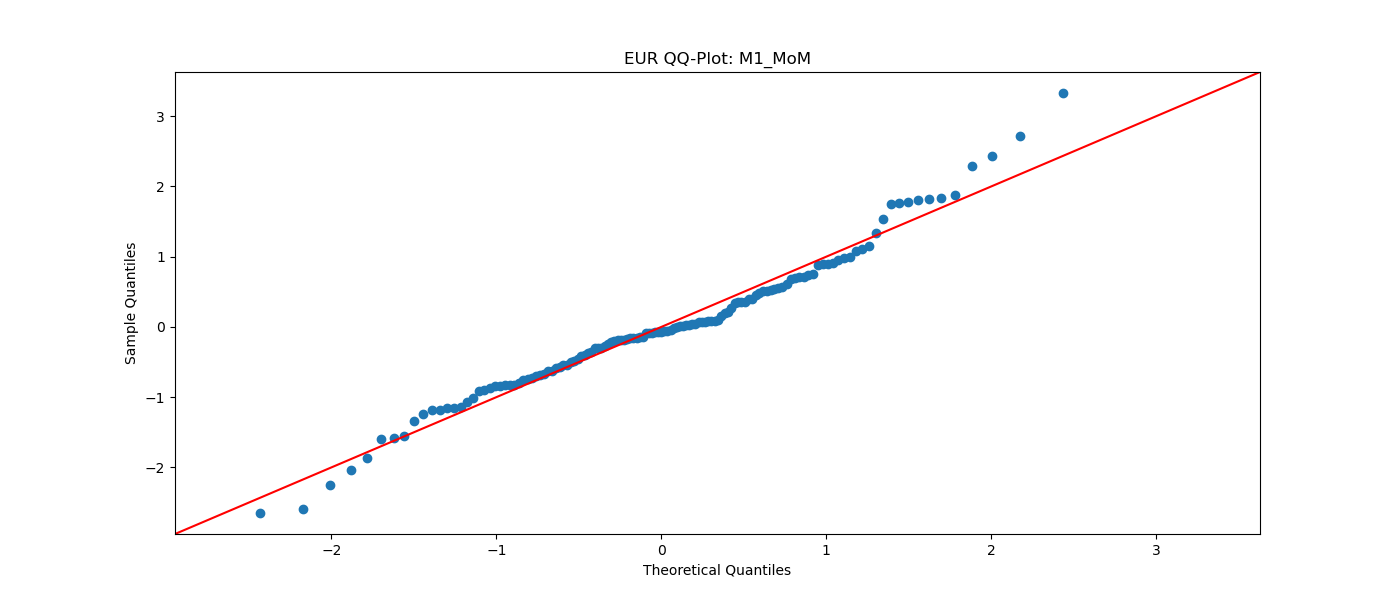 EUR QQ-Plot: M1_MoM
3
2
1
0
−1
−2
Sample Quantiles
−2 −1 0 1 2 3
Theoretical Quantiles